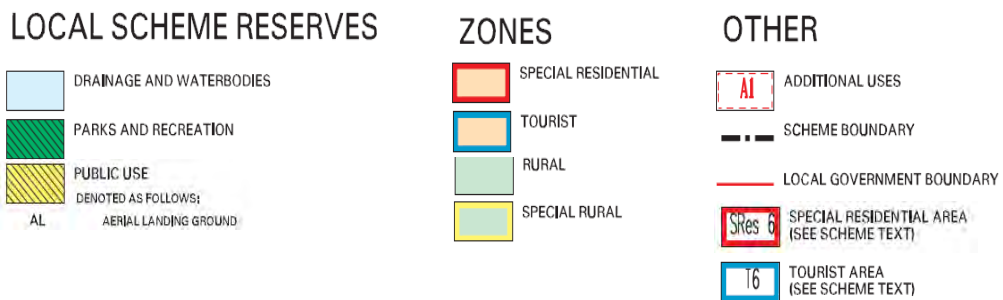 LOCAL SCHEME RESERVES
DRAINAGE AND WATERBODIES
PARKS AND RECREATION
PUBLIC USE
DENOTED AS FOLLOWS:
AL AERIAL LANDING GROUND
ZONES
SPECIAL RESIDENTIAL
TOURIST
RURAL
SPECIAL RURAL
OTHER
A1 ADDITIONAL USES
SCHEME BOUNDARY
LOCAL GOVERNMENT BOUNDARY
SRes 6 SPECIAL RESIDENTIAL AREA
(SEE SCHEME TEXT)
T6 TOURIST AREA
(SEE SCHEME TEXT)